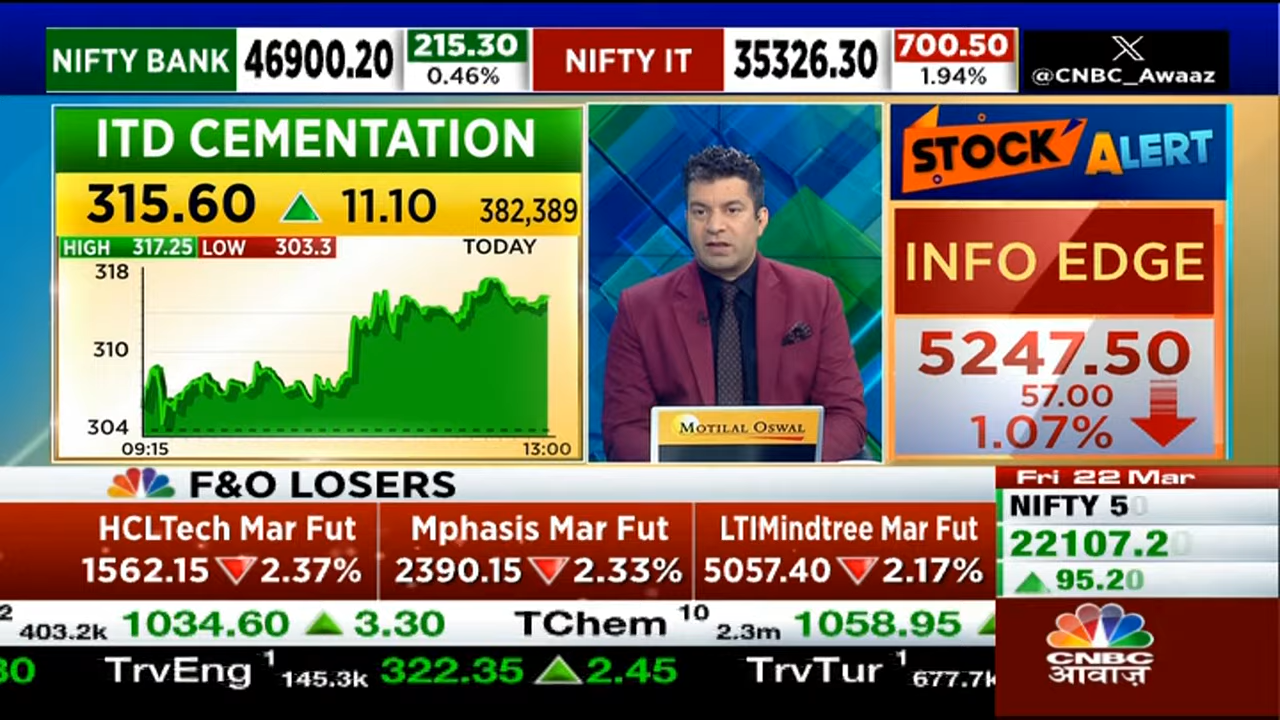 NIFTY BANK 46900.20 215.30 0.46% NIFTY IT 35326.30 700.50 1.94% @CNBC_Awaaz
ITD CEMENTATION
315.60 11.10 382,389
HIGH 317.25 LOW 303.3 TODAY
318
310
304
09:15 13:00
MOTILAL OSWAL
STOCK ALERT
INFO EDGE
5247.50
57.00
1.07%
F&O LOSERS
HCLTech Mar Fut
1562.15 2.37%
Mphasis Mar Fut
2390.15 2.33%
LTIMindtree Mar Fut
5057.40 2.17%
Fri 22 Mar
NIFTY 50
22107.20
95.20
2 403.2k 1034.60 3.30 TChem 10 2.3m 1058.95
30 TrvEng 1 145.3k 322.35 2.45 TrvTur 1 677.7k
CNBC
आवाज़